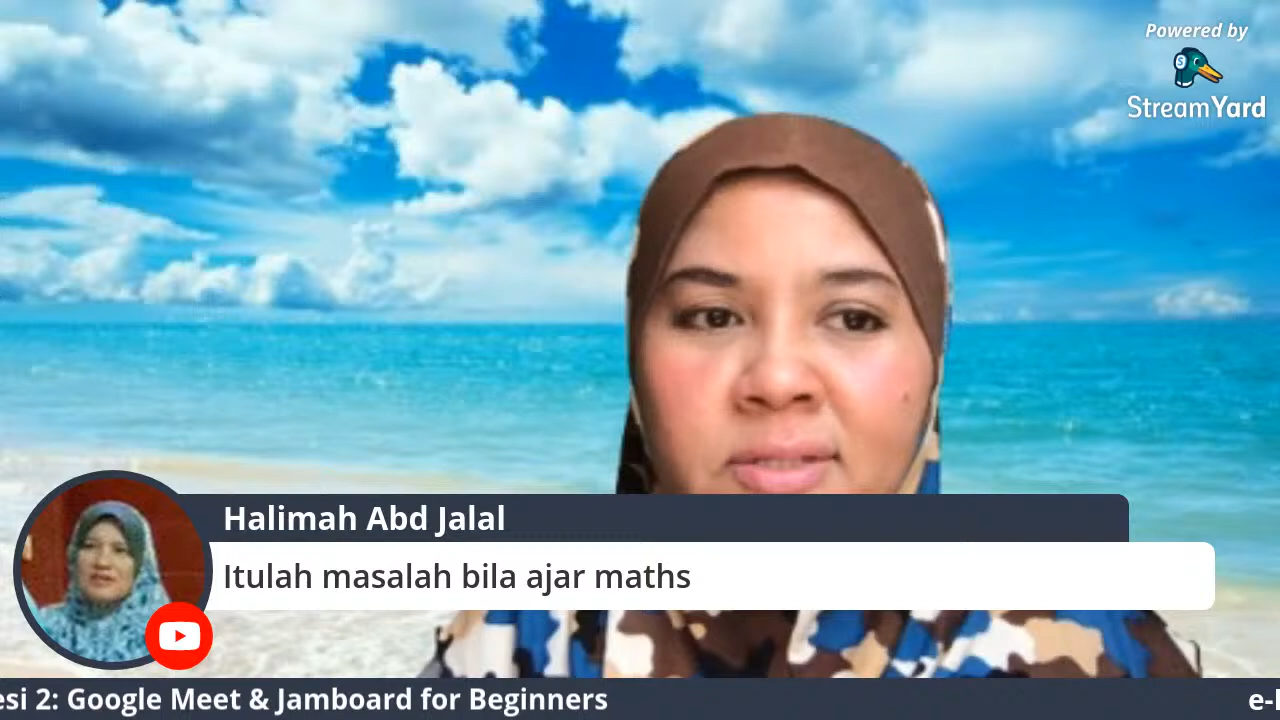 Powered by
StreamYard
Halimah Abd Jalal
Itulah masalah bila ajar maths
esi 2: Google Meet & Jamboard for Beginners
e-